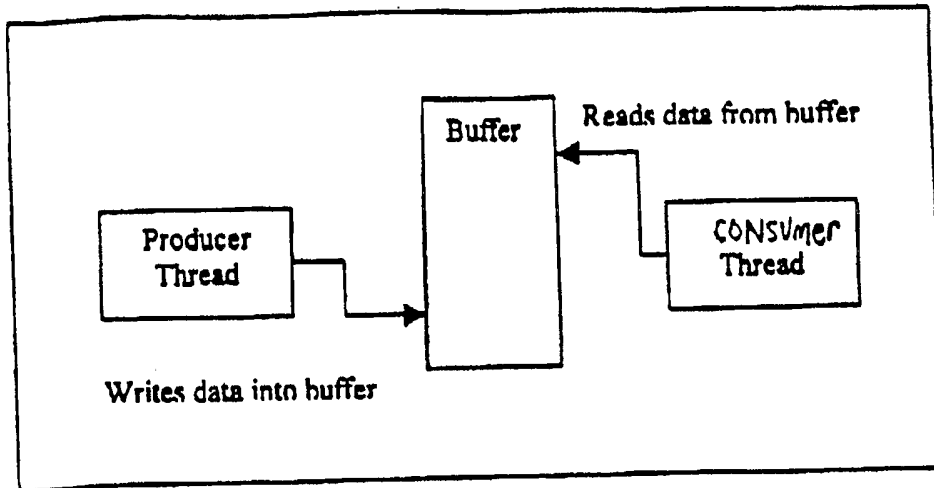 Buffer
Reads data from buffer
Producer
Thread
CONSUMer
Thread
Writes data into buffer